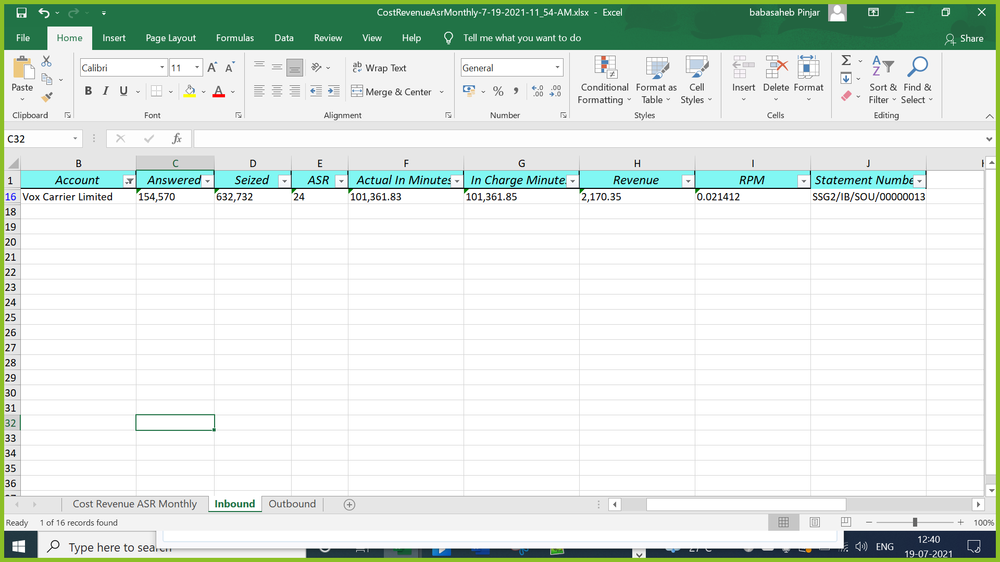 CostRevenueAsrMonthly-7-19-2021-11_54-AM.xlsx - Excel
babasaheb Pinjar
File Home Insert Page Layout Formulas Data Review View Help Tell me what you want to do Share
Calibri 11 Wrap Text General
Paste B I U Merge & Center % Conditional Formatting Format as Table Cell Styles Insert Delete Format Sort & Filter Find & Select
Clipboard Font Alignment Number Styles Cells Editing
C32 fx
B C D E F G H I J
1 Account Answered Seized ASR Actual In Minutes In Charge Minute Revenue RPM Statement Numbe
16 Vox Carrier Limited 154,570 632,732 24 101,361.83 101,361.85 2,170.35 0.021412 SSG2/IB/SOU/00000013
18
19
20
21
22
23
24
25
26
27
28
29
30
31
32
33
34
35
36
Cost Revenue ASR Monthly Inbound Outbound
Ready 1 of 16 records found 100%
Type here to search ENG 12:40
19-07-2021